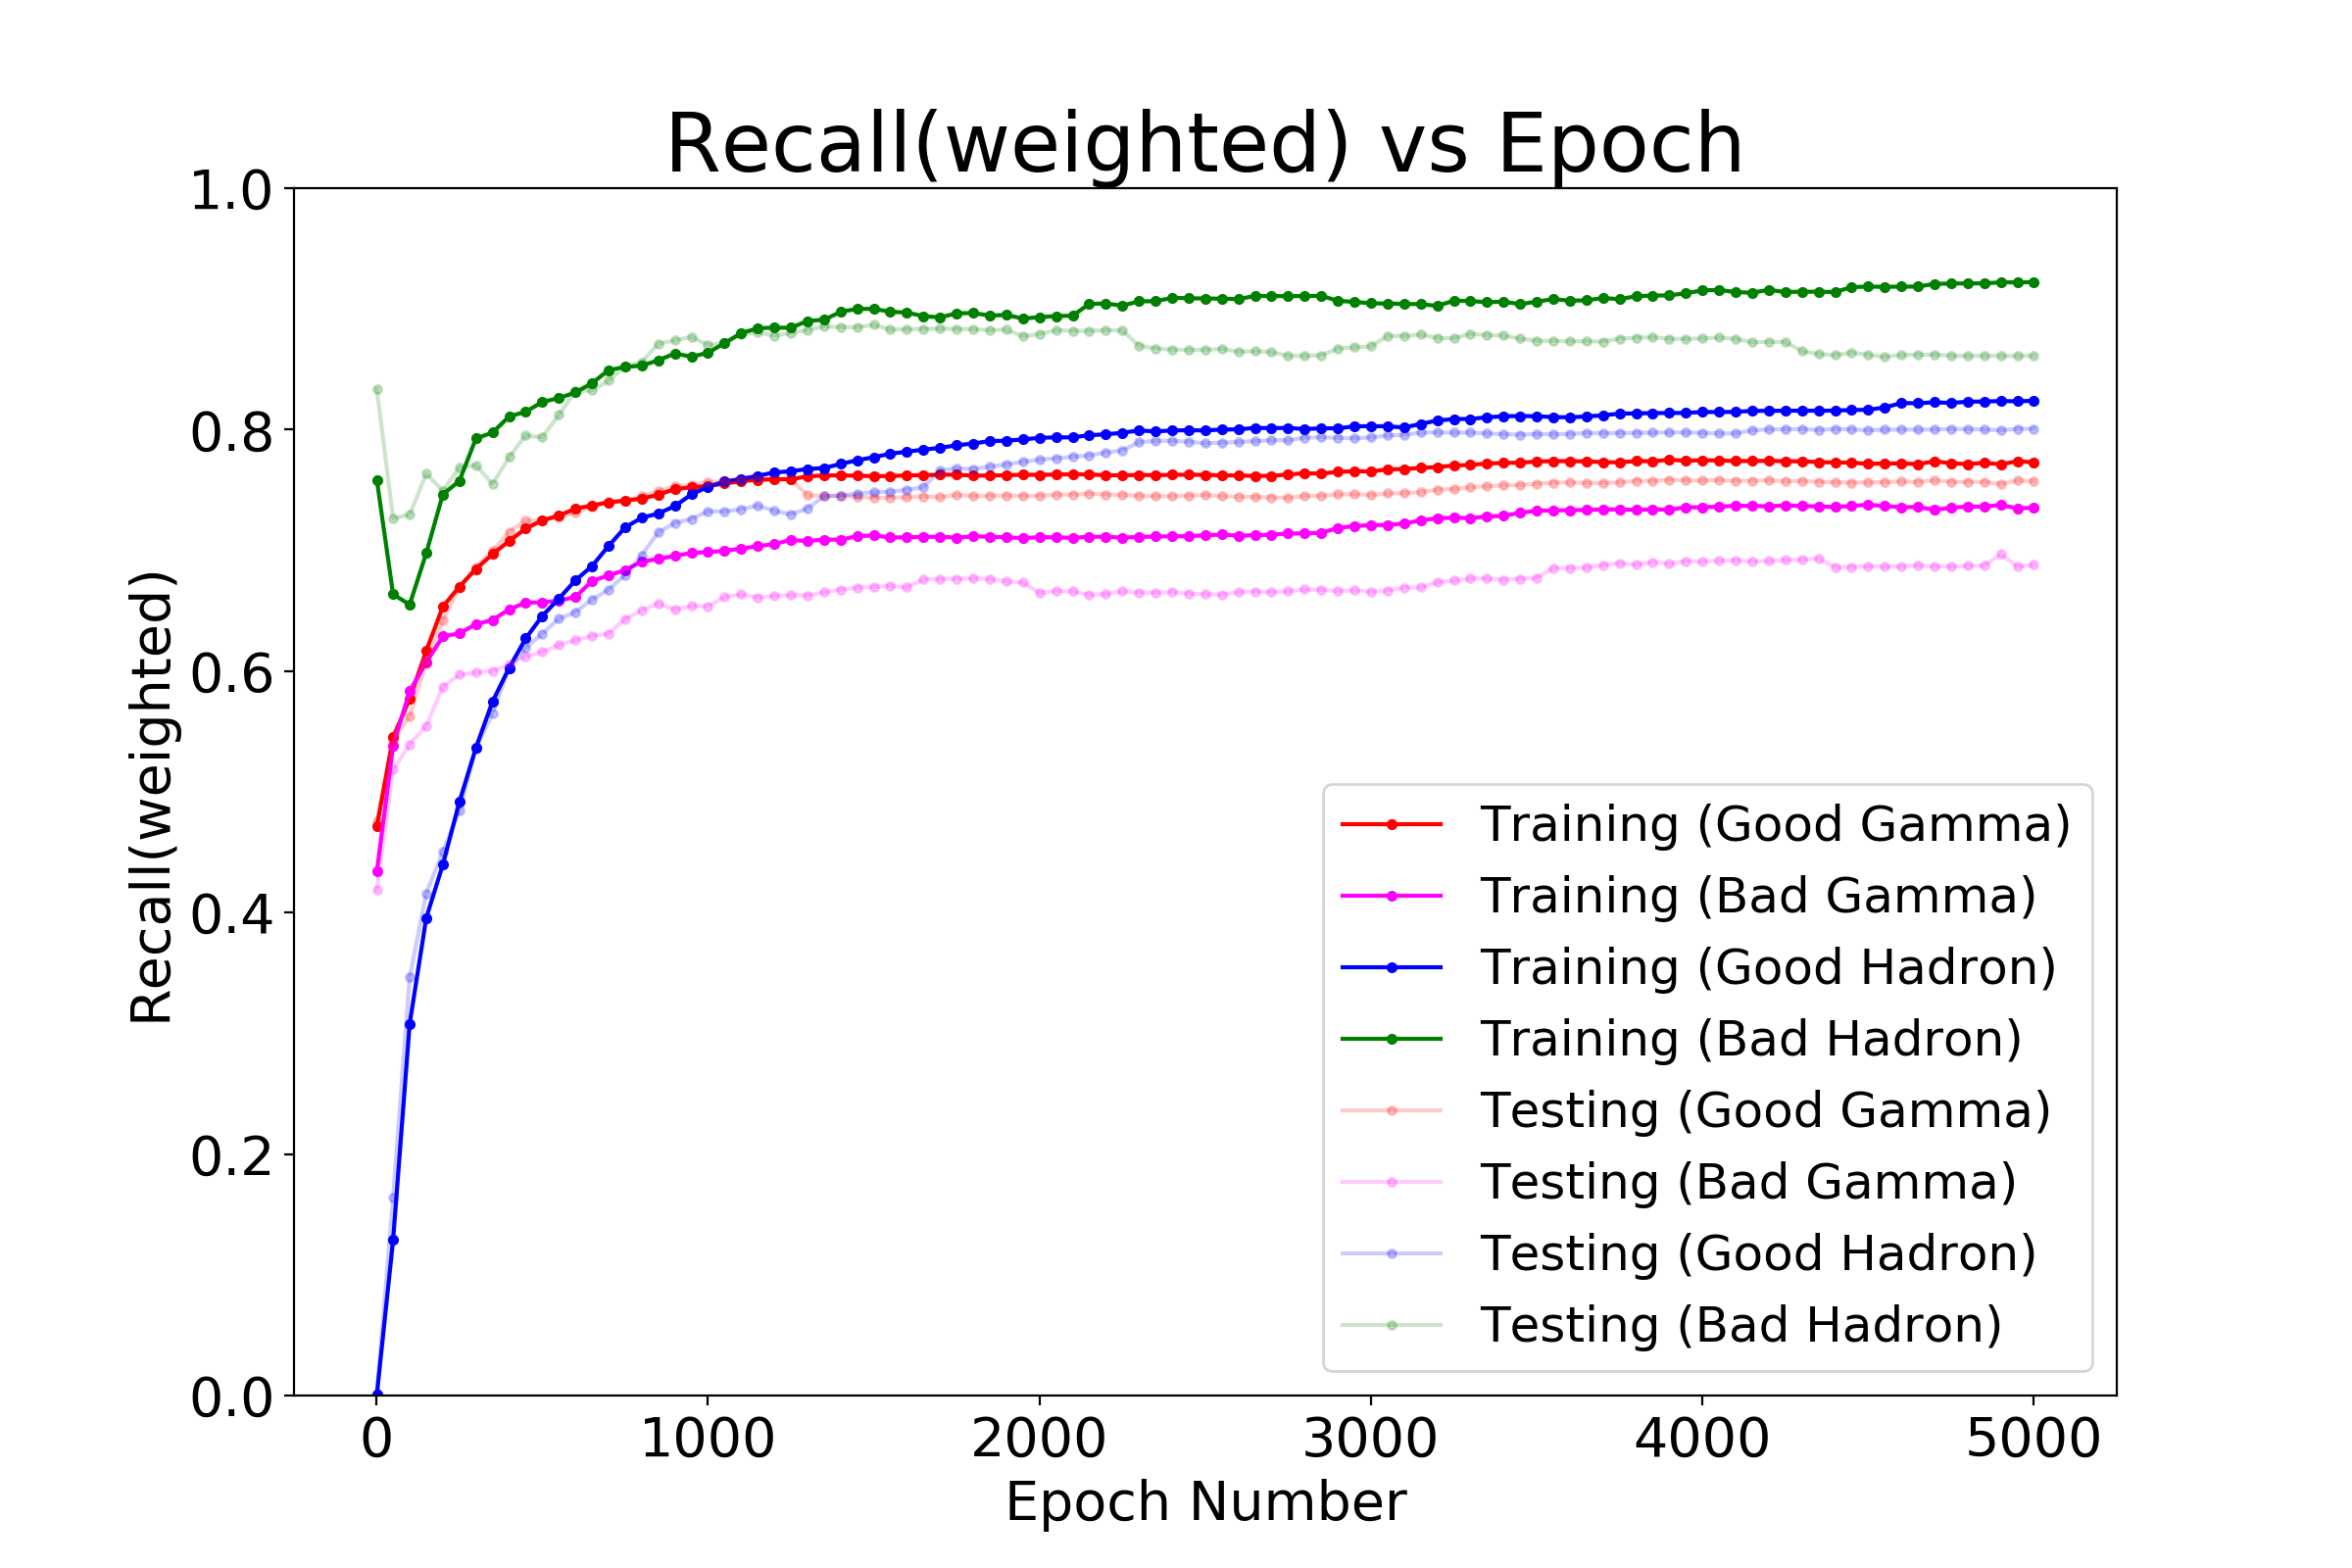 Recall(weighted) vs Epoch
1.0
0.8
0.6
0.4
0.2
0.0
Recall(weighted)
0 1000 2000 3000 4000 5000
Epoch Number
Training (Good Gamma)
Training (Bad Gamma)
Training (Good Hadron)
Training (Bad Hadron)
Testing (Good Gamma)
Testing (Bad Gamma)
Testing (Good Hadron)
Testing (Bad Hadron)